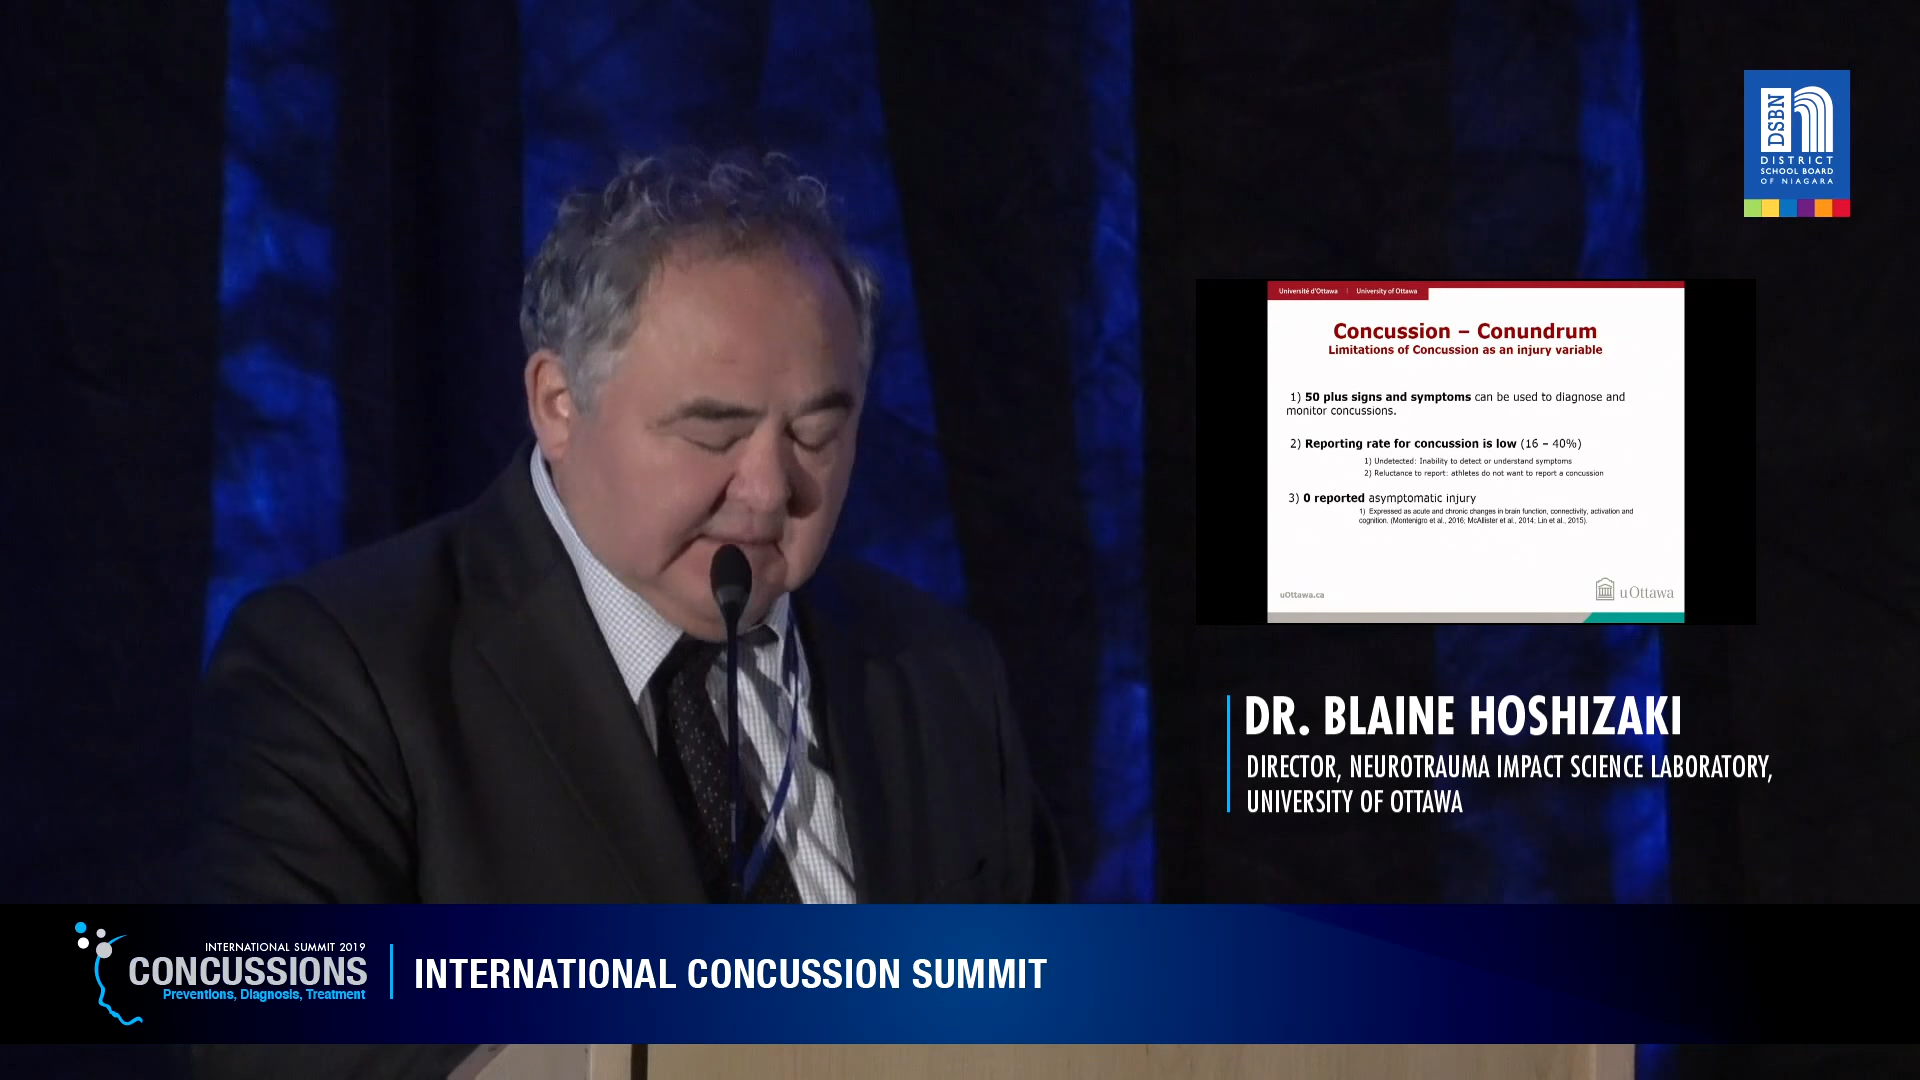 DSBN
DISTRICT
SCHOOL BOARD
OF NIAGARA
Université d'Ottawa | University of Ottawa
Concussion – Conundrum
Limitations of Concussion as an injury variable
1) 50 plus signs and symptoms can be used to diagnose and
monitor concussions.
2) Reporting rate for concussion is low (16 – 40%)
1) Undetected: Inability to detect or understand symptoms
2) Reluctance to report: athletes do not want to report a concussion
3) 0 reported asymptomatic injury
1) Expressed as acute and chronic changes in brain function, connectivity, activation and
cognition. (Montenigro et al., 2016; McAllister et al., 2014; Lin et al., 2015).
uOttawa.ca
uOttawa
DR. BLAINE HOSHIZAKI
DIRECTOR, NEUROTRAUMA IMPACT SCIENCE LABORATORY,
UNIVERSITY OF OTTAWA
INTERNATIONAL SUMMIT 2019
CONCUSSIONS
Preventions, Diagnosis, Treatment
INTERNATIONAL CONCUSSION SUMMIT